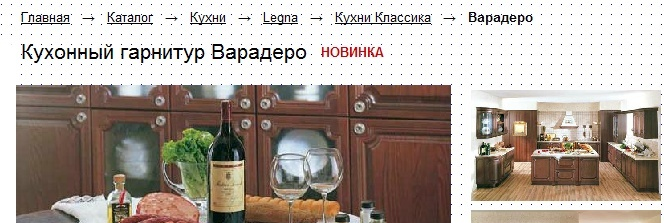 Главная → Каталог → Кухни → Legna → Кухни Классика → Варадеро
Кухонный гарнитур Варадеро НОВИНКА